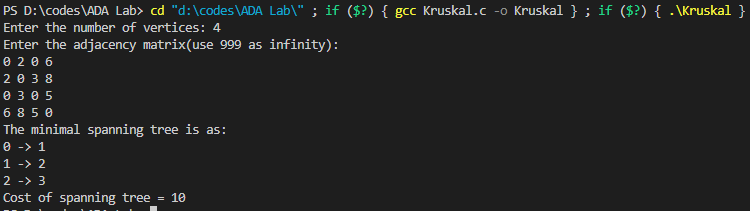 PS D:\codes\ADA Lab> cd "d:\codes\ADA Lab\" ; if ($?) { gcc Kruskal.c -o Kruskal } ; if ($?) { .\Kruskal }
Enter the number of vertices: 4
Enter the adjacency matrix(use 999 as infinity):
0 2 0 6
2 0 3 8
0 3 0 5
6 8 5 0
The minimal spanning tree is as:
0 -> 1
1 -> 2
2 -> 3
Cost of spanning tree = 10